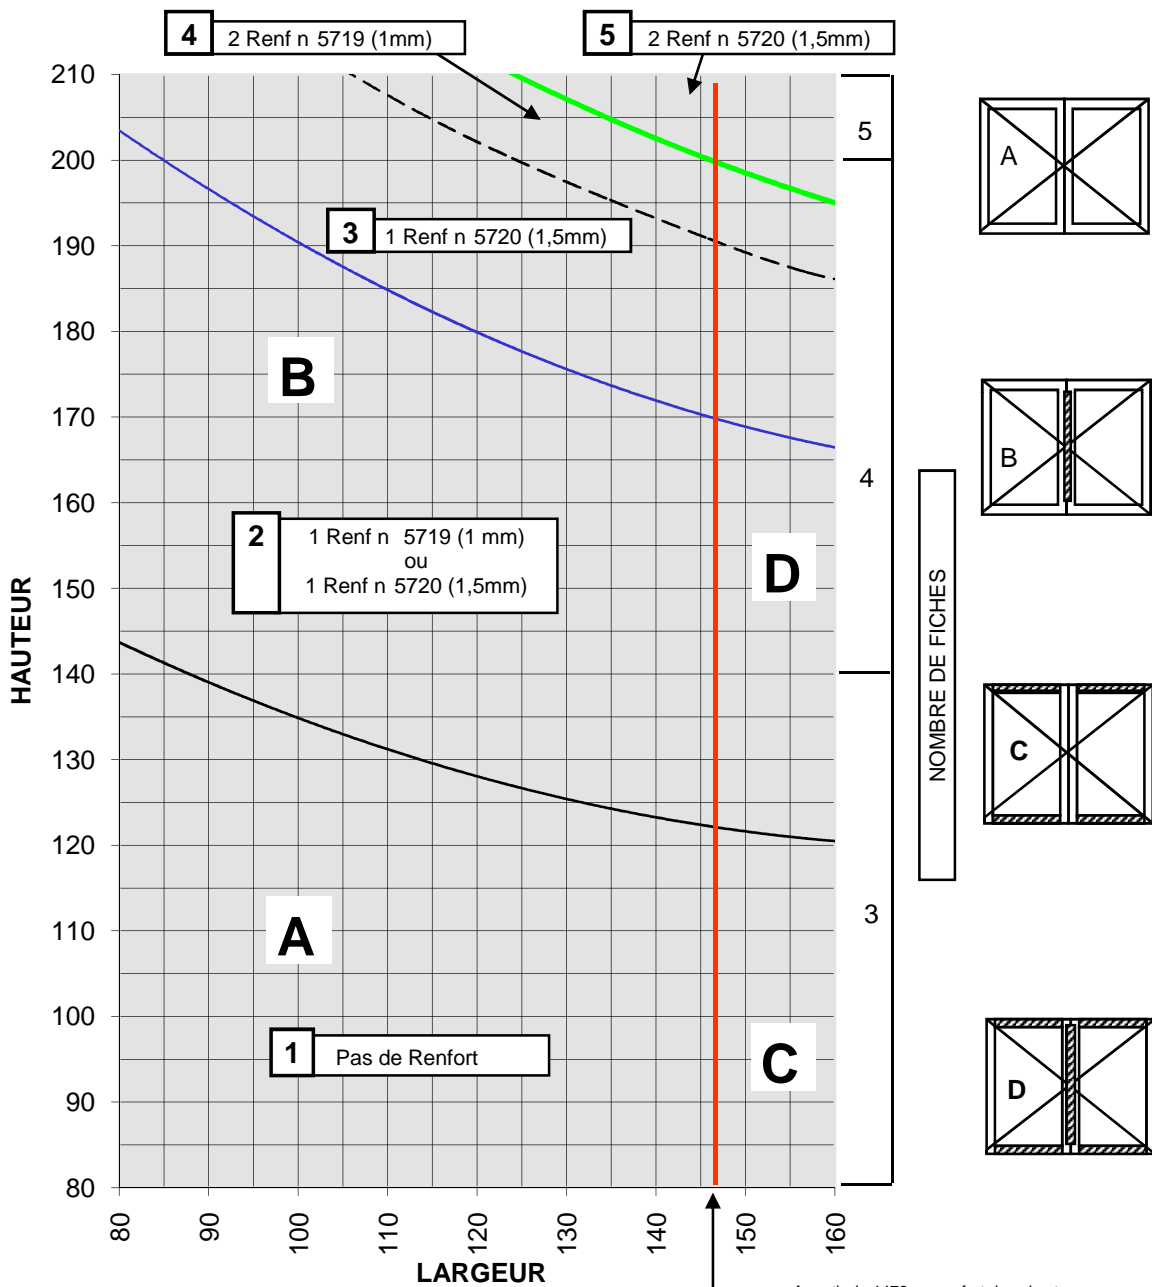 4
2 Renf n 5719 (1mm)
5
2 Renf n 5720 (1,5mm)
210
200
190
180
170
160
150
140
130
120
110
100
90
80
HAUTEUR
3
1 Renf n 5720 (1,5mm)
B
2
1 Renf n 5719 (1 mm)
ou
1 Renf n 5720 (1,5mm)
D
A
1
Pas de Renfort
C
5
4
3
NOMBRE DE FICHES
A
B
C
D
80
90
100
110
120
130
140
150
160
LARGEUR